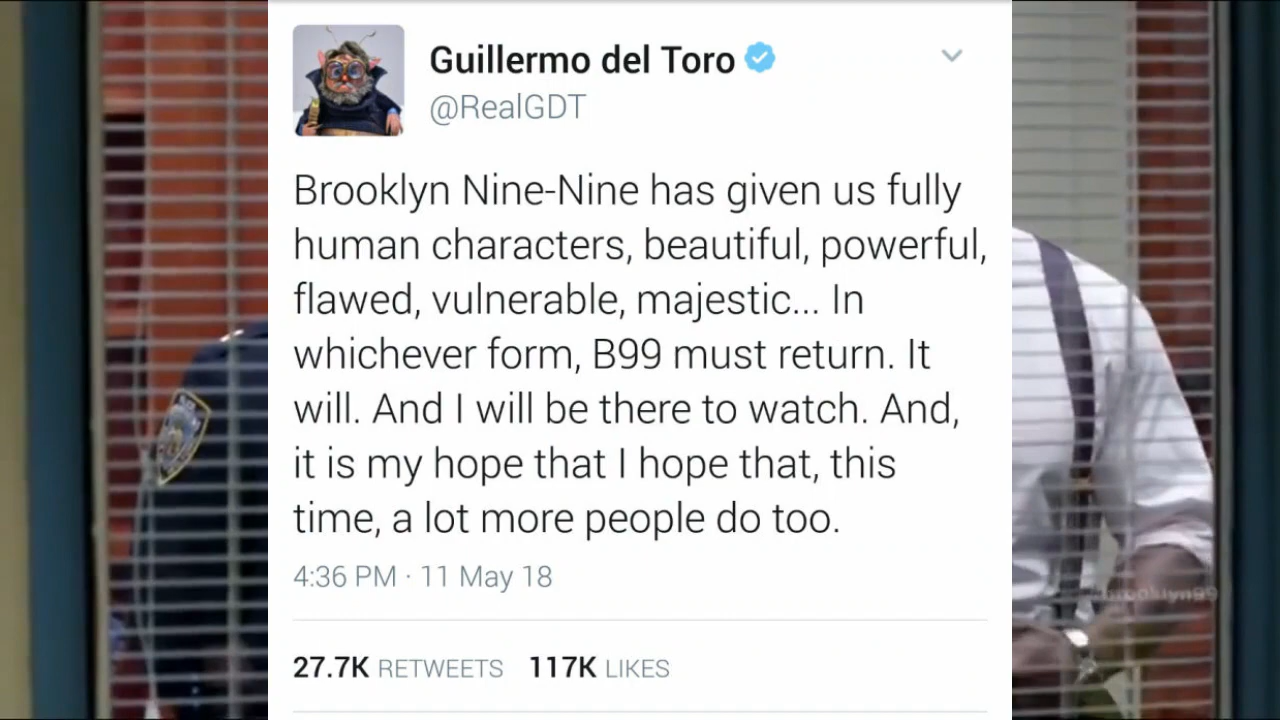 Guillermo del Toro
@RealGDT
Brooklyn Nine-Nine has given us fully
human characters, beautiful, powerful,
flawed, vulnerable, majestic... In
whichever form, B99 must return. It
will. And I will be there to watch. And,
it is my hope that I hope that, this
time, a lot more people do too.
4:36 PM · 11 May 18
27.7K RETWEETS 117K LIKES